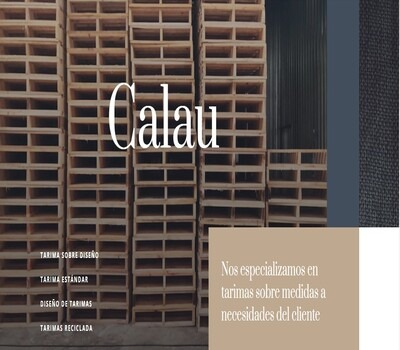 Calau
TARIMA SOBRE DISEÑO
TARIMA ESTÁNDAR
DISEÑO DE TARIMAS
TARIMAS RECICLADA
Nos especializamos en
tarimas sobre medidas a
necesidades del cliente